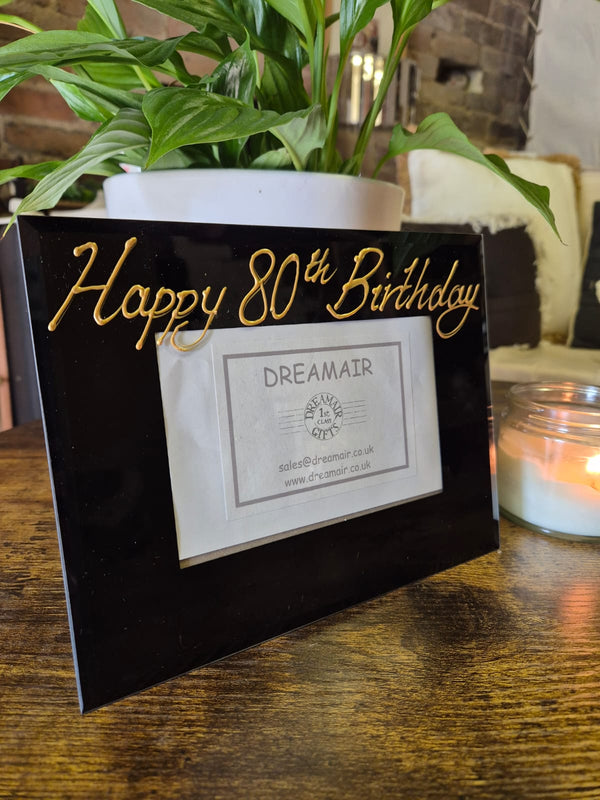 Happy 80th Birthday
DREAMAIR
DREAMAIR
1st
CLASS
GIFTS
sales@dreamair.co.uk
www.dreamair.co.uk